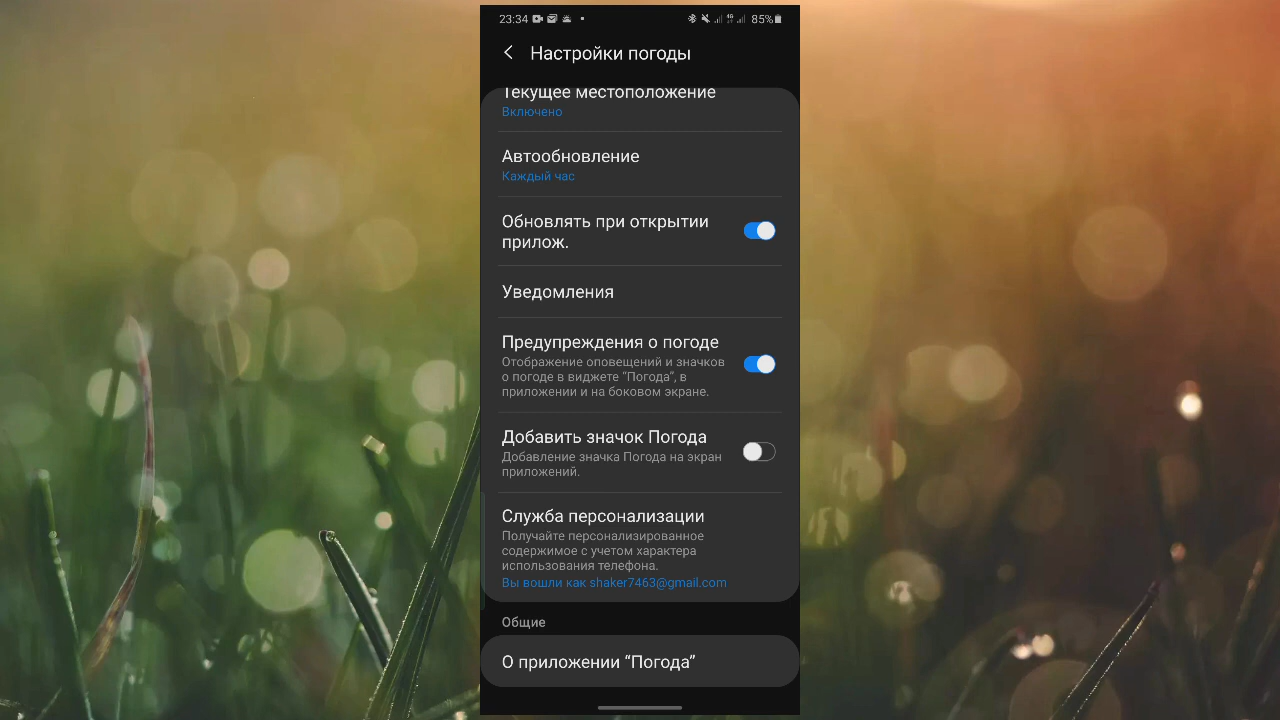 23:34 85%
Настройки погоды
Текущее местоположение
Включено
Автообновление
Каждый час
Обновлять при открытии
прилож.
Уведомления
Предупреждения о погоде
Отображение оповещений и значков
о погоде в виджете “Погода”, в
приложении и на боковом экране.
Добавить значок Погода
Добавление значка Погода на экран
приложений.
Служба персонализации
Получайте персонализированное
содержимое с учетом характера
использования телефона.
Вы вошли как shaker7463@gmail.com
Общие
О приложении “Погода”